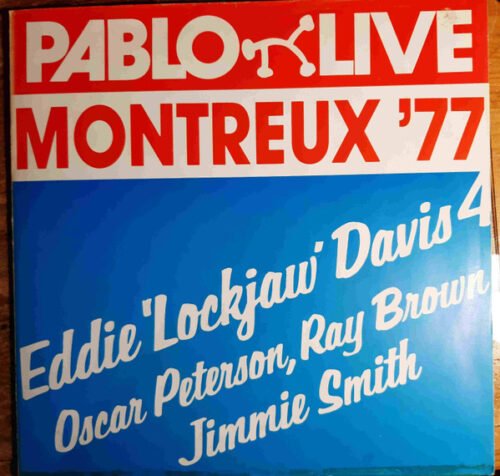 PABLO LIVE
MONTREUX '77
Eddie 'Lockjaw' Davis 4
Oscar Peterson, Ray Brown
Jimmie Smith